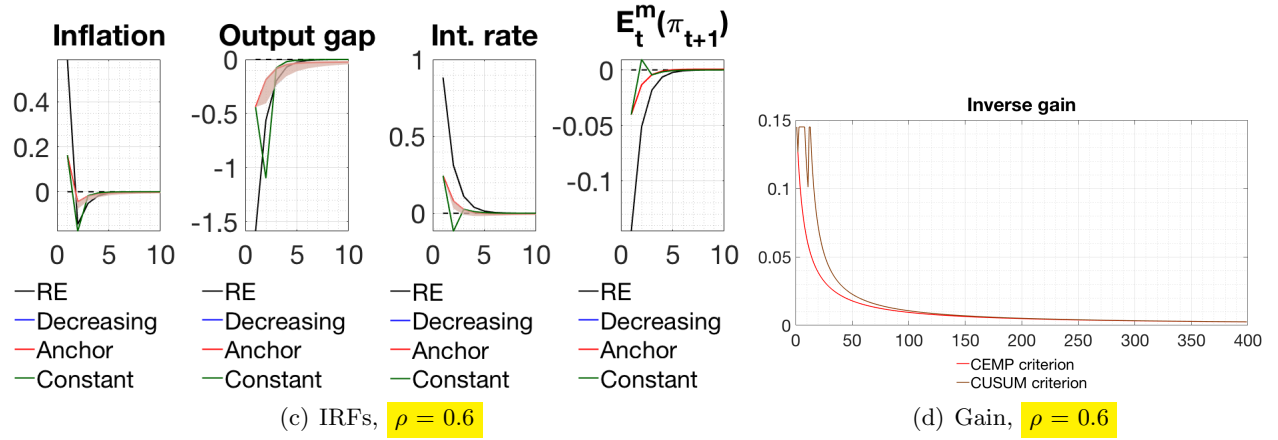 Inflation
0.4
0.2
0
0 5 10
RE
Decreasing
Anchor
Constant
Output gap
0
-0.5
-1
-1.5
0 5 10
RE
Decreasing
Anchor
Constant
Int. rate
1
0.5
0
0 5 10
RE
Decreasing
Anchor
Constant
E_t^m(π_{t+1})
0
-0.05
-0.1
0 5 10
RE
Decreasing
Anchor
Constant
(c) IRFs, ρ = 0.6
Inverse gain
0.15
0.1
0.05
0
0 50 100 150 200 250 300 350 400
CEMP criterion
CUSUM criterion
(d) Gain, ρ = 0.6